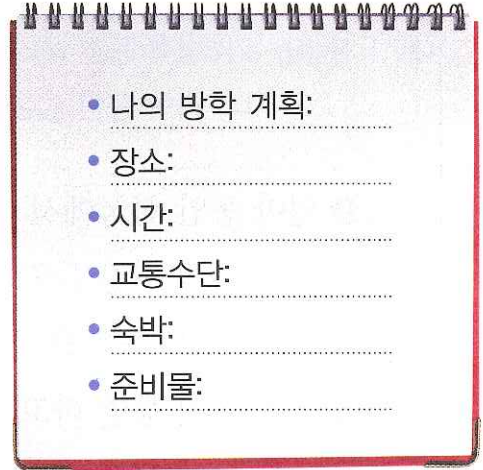 • 나의 방학 계획:
• 장소:
• 시간:
• 교통수단:
• 숙박:
• 준비물: